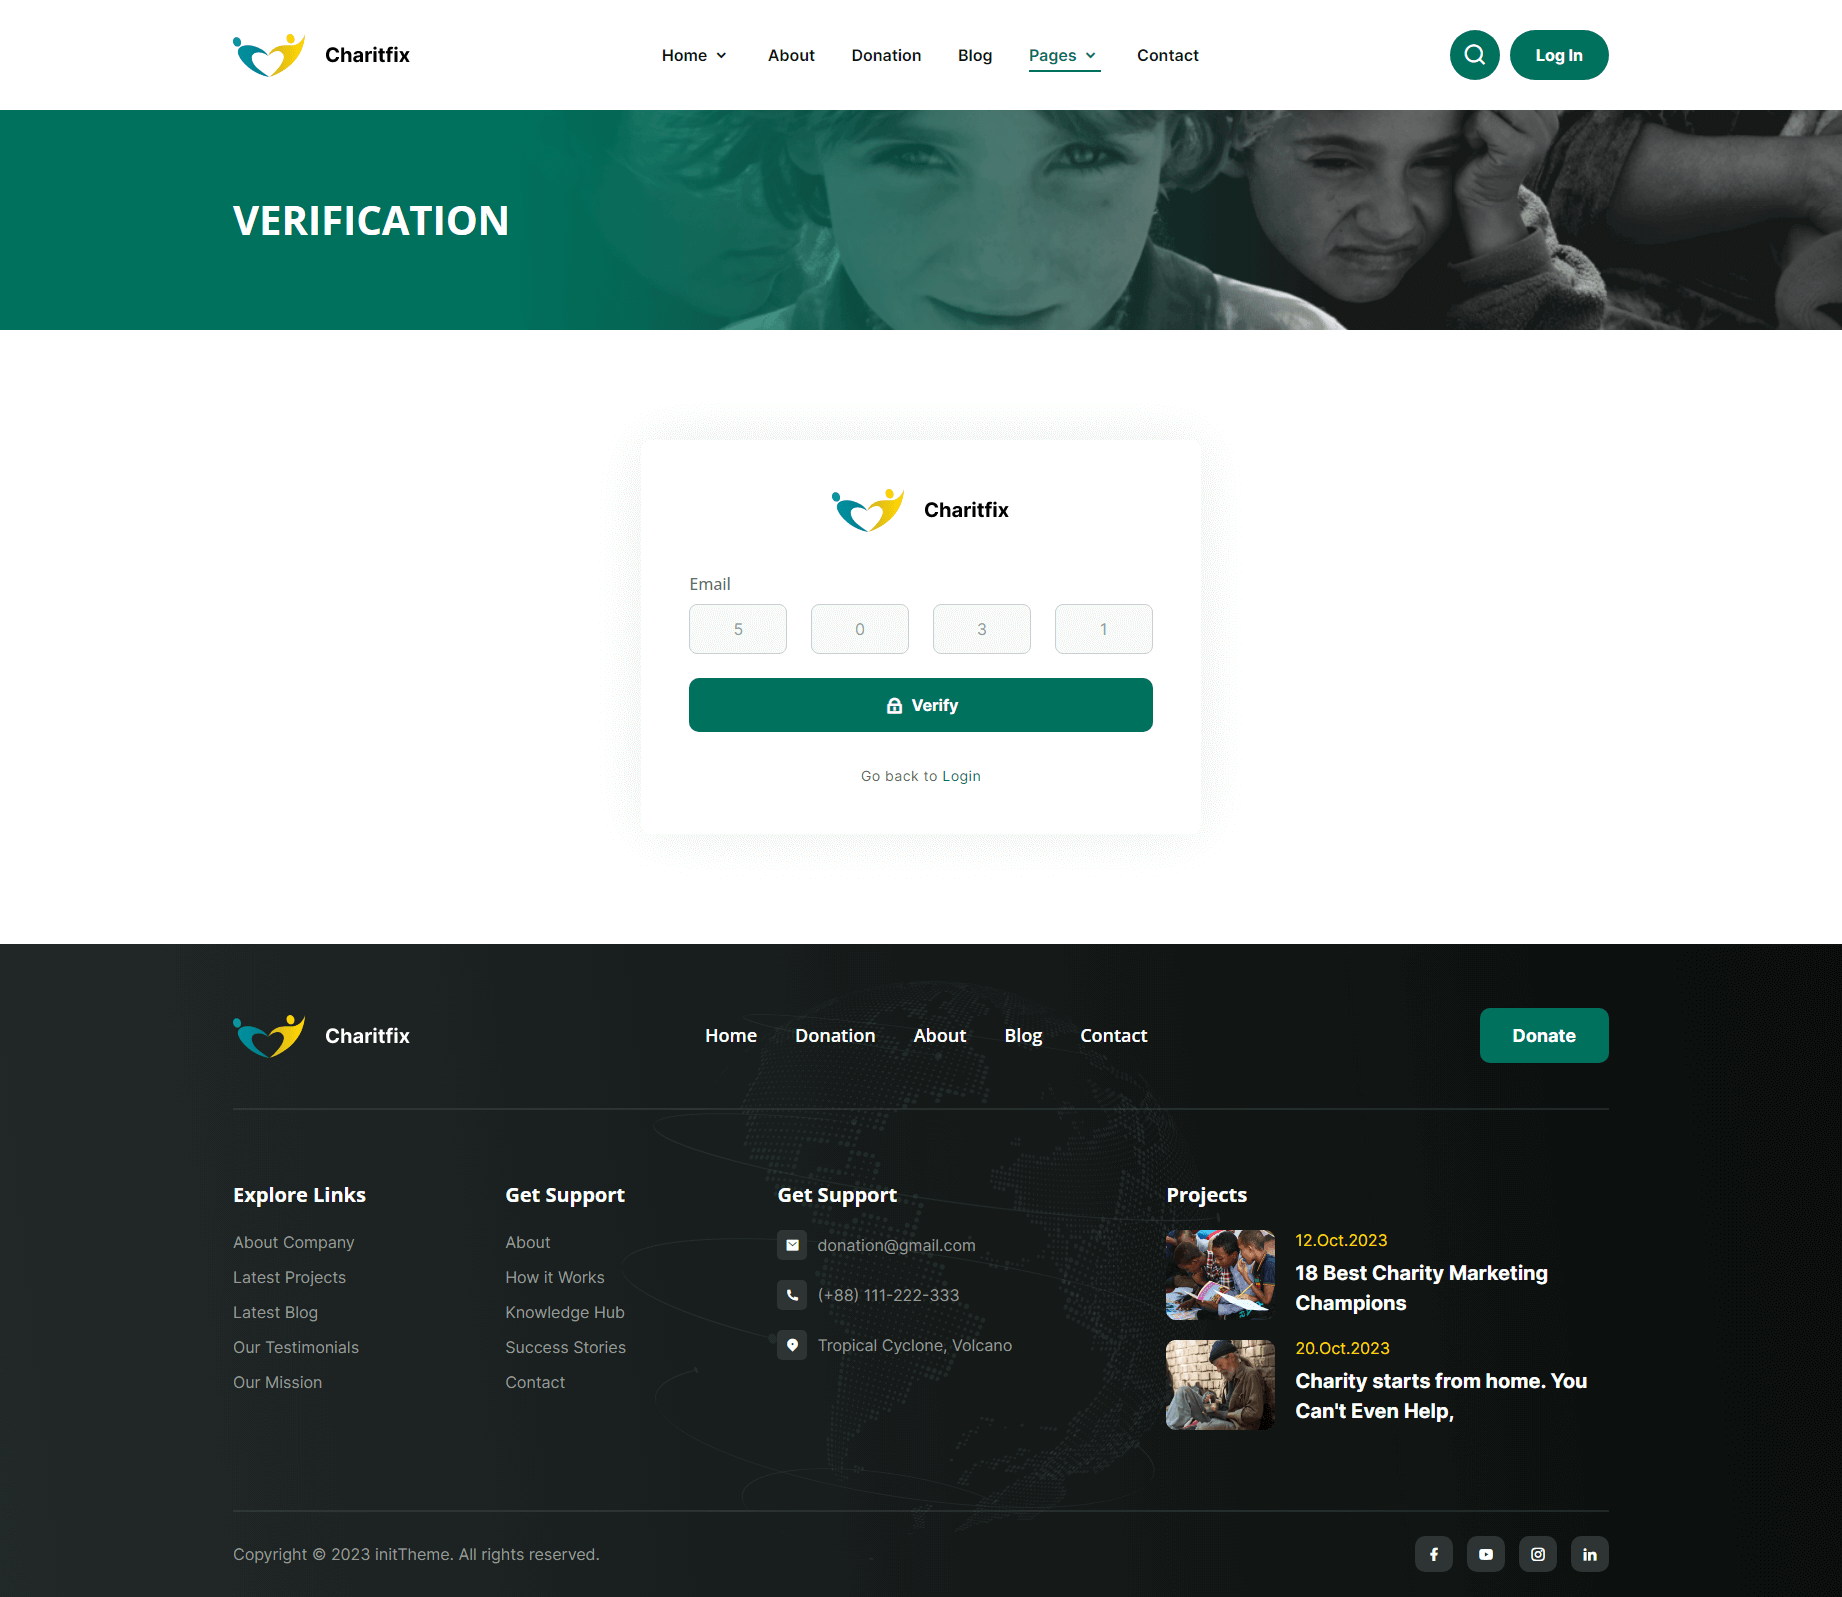 Charitfix
Home About Donation Blog Pages Contact
Log In
VERIFICATION
Charitfix
Email
5 0 3 1
Verify
Go back to Login
Charitfix
Home Donation About Blog Contact
Donate
Explore Links
About Company
Latest Projects
Latest Blog
Our Testimonials
Our Mission
Get Support
About
How it Works
Knowledge Hub
Success Stories
Contact
Get Support
donation@gmail.com
(+88) 111-222-333
Tropical Cyclone, Volcano
Projects
12.Oct.2023
18 Best Charity Marketing
Champions
20.Oct.2023
Charity starts from home. You
Can't Even Help,
Copyright © 2023 initTheme. All rights reserved.